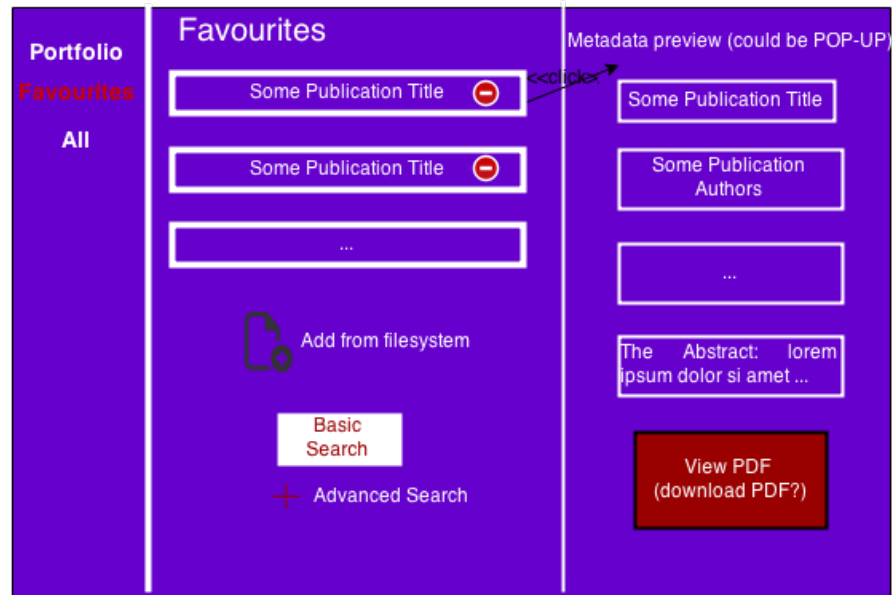 Portfolio
Favourites
All
Favourites
Some Publication Title
Some Publication Title
...
Add from filesystem
Basic
Search
Advanced Search
<<click>
Metadata preview (could be POP-UP)
Some Publication Title
Some Publication
Authors
...
The Abstract: lorem
ipsum dolor si amet ...
View PDF
(download PDF?)